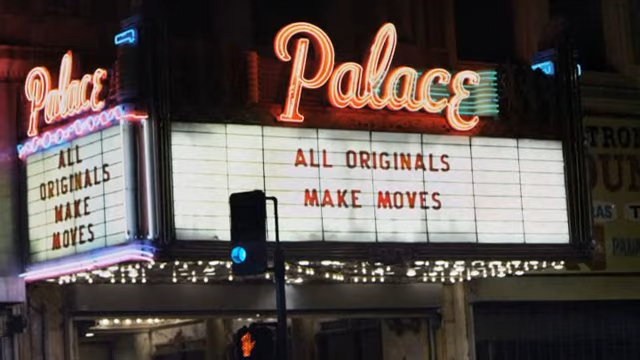 Palace
ALL
ORIGINALS
MAKE
MOVES
Palace
ALL ORIGINALS
MAKE MOVES